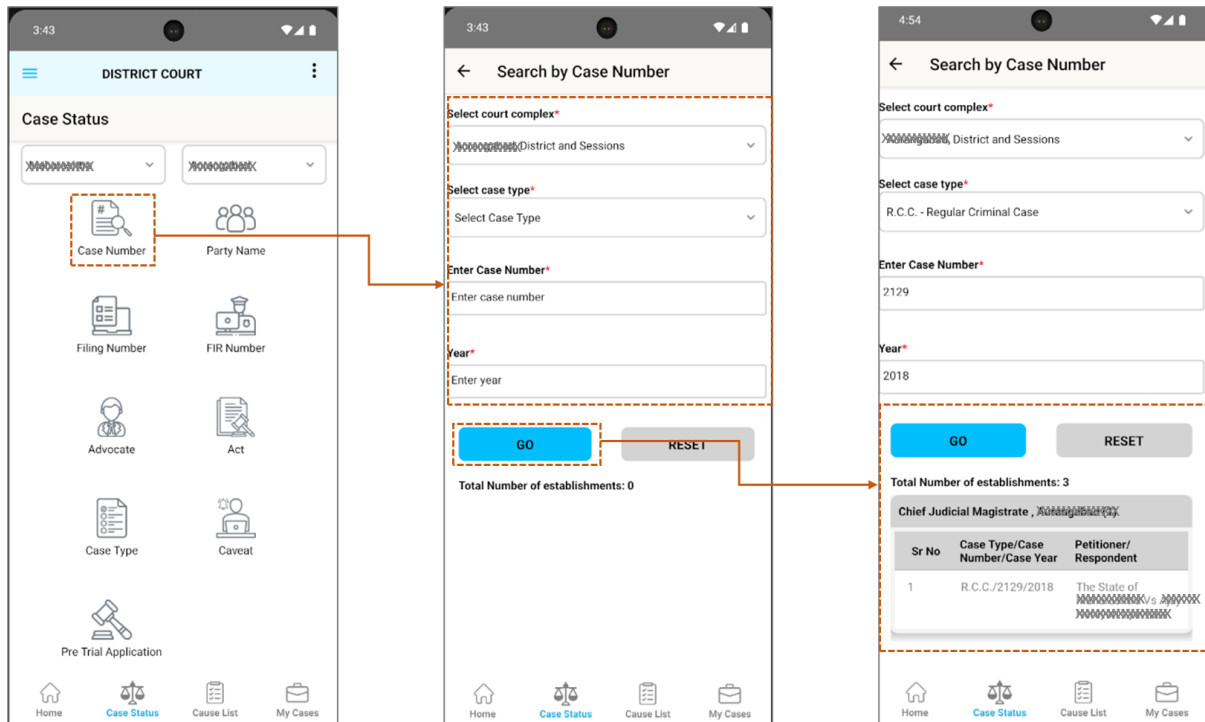 3:43
DISTRICT COURT
Case Status
Case Number
Party Name
Filing Number
FIR Number
Advocate
Act
Case Type
Caveat
Pre Trial Application
Home
Case Status
Cause List
My Cases
3:43
Search by Case Number
Select court complex*
District and Sessions
Select case type*
Select Case Type
Enter Case Number*
Enter case number
Year*
Enter year
GO
RESET
Total Number of establishments: 0
Home
Case Status
Cause List
My Cases
4:54
Search by Case Number
Select court complex*
, District and Sessions
Select case type*
R.C.C. - Regular Criminal Case
Enter Case Number*
2129
Year*
2018
GO
RESET
Total Number of establishments: 3
Chief Judicial Magistrate ,
Sr No
Case Type/Case
Number/Case Year
Petitioner/
Respondent
1
R.C.C./2129/2018
The State of
Vs
Home
Case Status
Cause List
My Cases